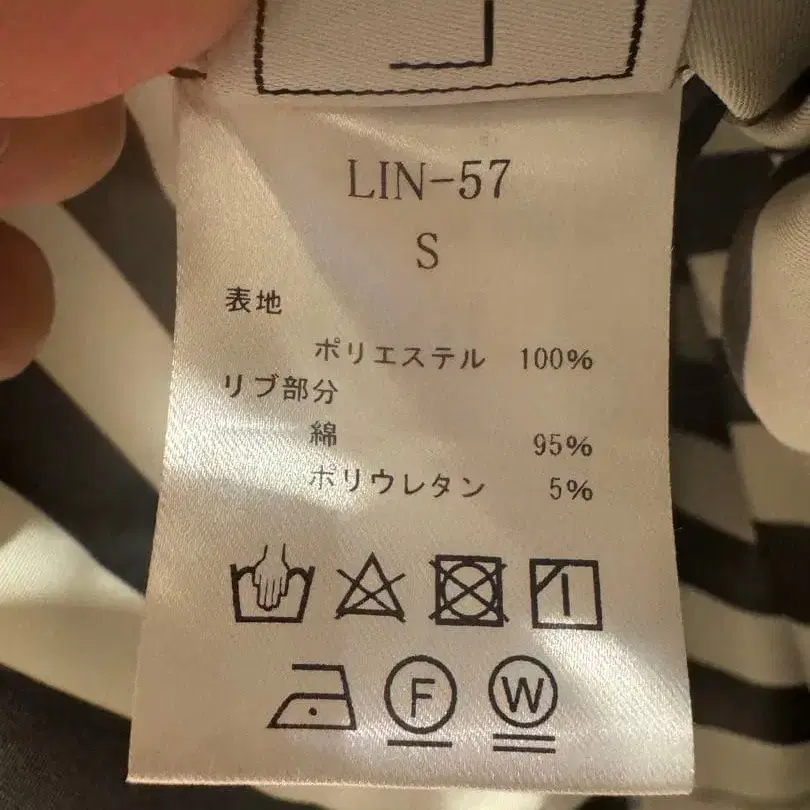 LIN-57
S
表地
ポリエステル 100%
リブ部分
綿 95%
ポリウレタン 5%
F W